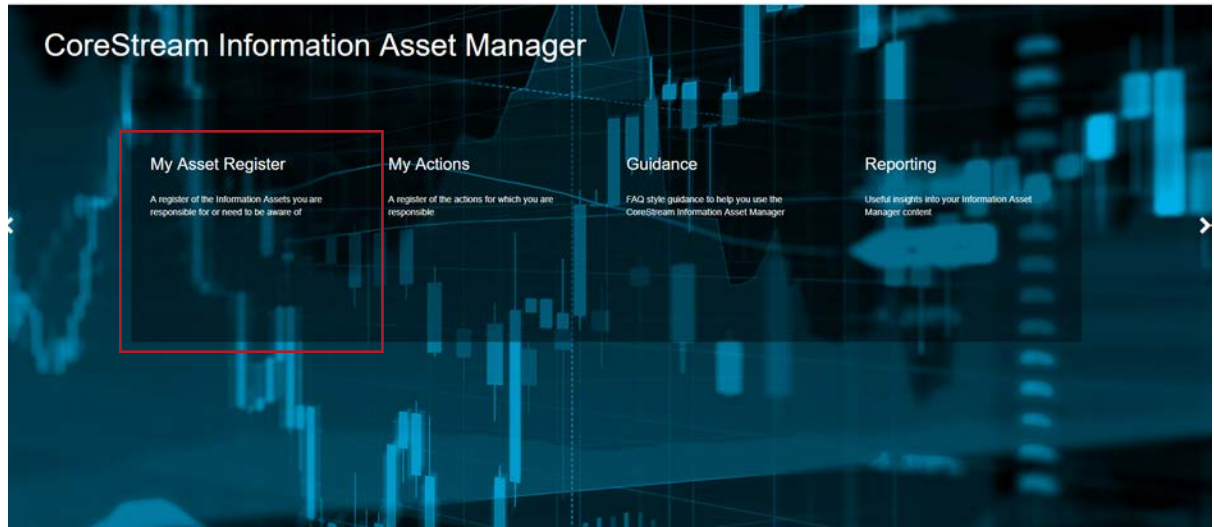 CoreStream Information Asset Manager
My Asset Register
A register of the Information Assets you are
responsible for or need to be aware of
My Actions
A register of the actions for which you are
responsible
Guidance
FAQ style guidance to help you use the
CoreStream Information Asset Manager
Reporting
Useful insights into your Information Asset
Manager content